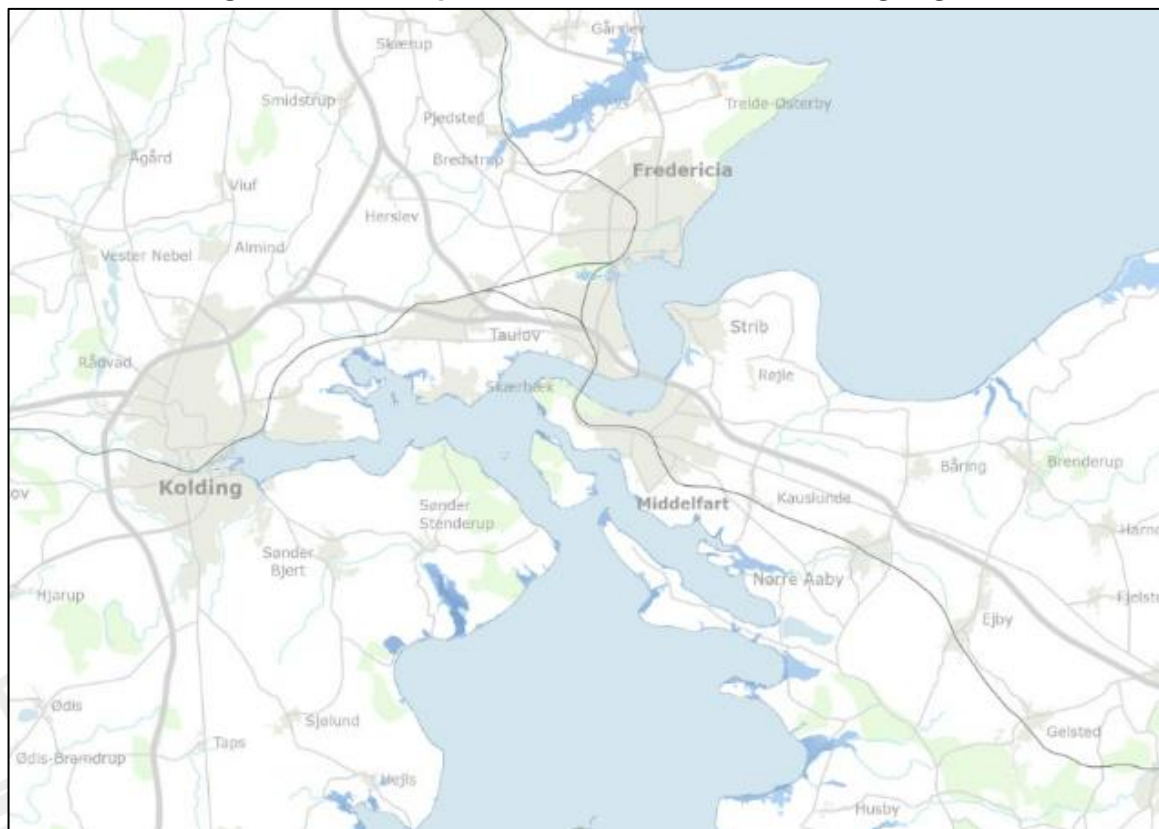 Gårslev
Skærup
Smidstrup
Treide-Østerby
Pjedsted
Ågård
Bredstrup
Fredericia
Viuf
Herslev
Vester Nebel
Almind
Taulov
Strib
Rådvad
Røjle
Skærbæk
Båring
Brenderup
Kolding
Middelfart
Kauslunde
Sønder
Stenderup
Sønder
Bjert
Nørre Aaby
Hjarup
Ejby
Ødis
Sjølund
Gelsted
Taps
Ødis-Bramdrup
Hejls
Husby